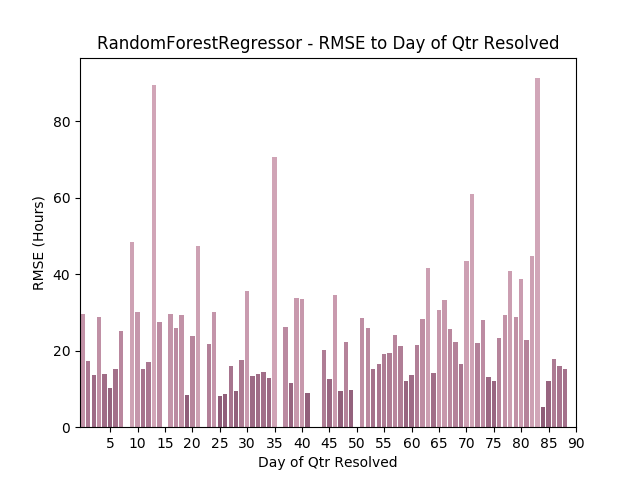 RandomForestRegressor - RMSE to Day of Qtr Resolved
80
60
40
20
0
RMSE (Hours)
5 10 15 20 25 30 35 40 45 50 55 60 65 70 75 80 85 90
Day of Qtr Resolved